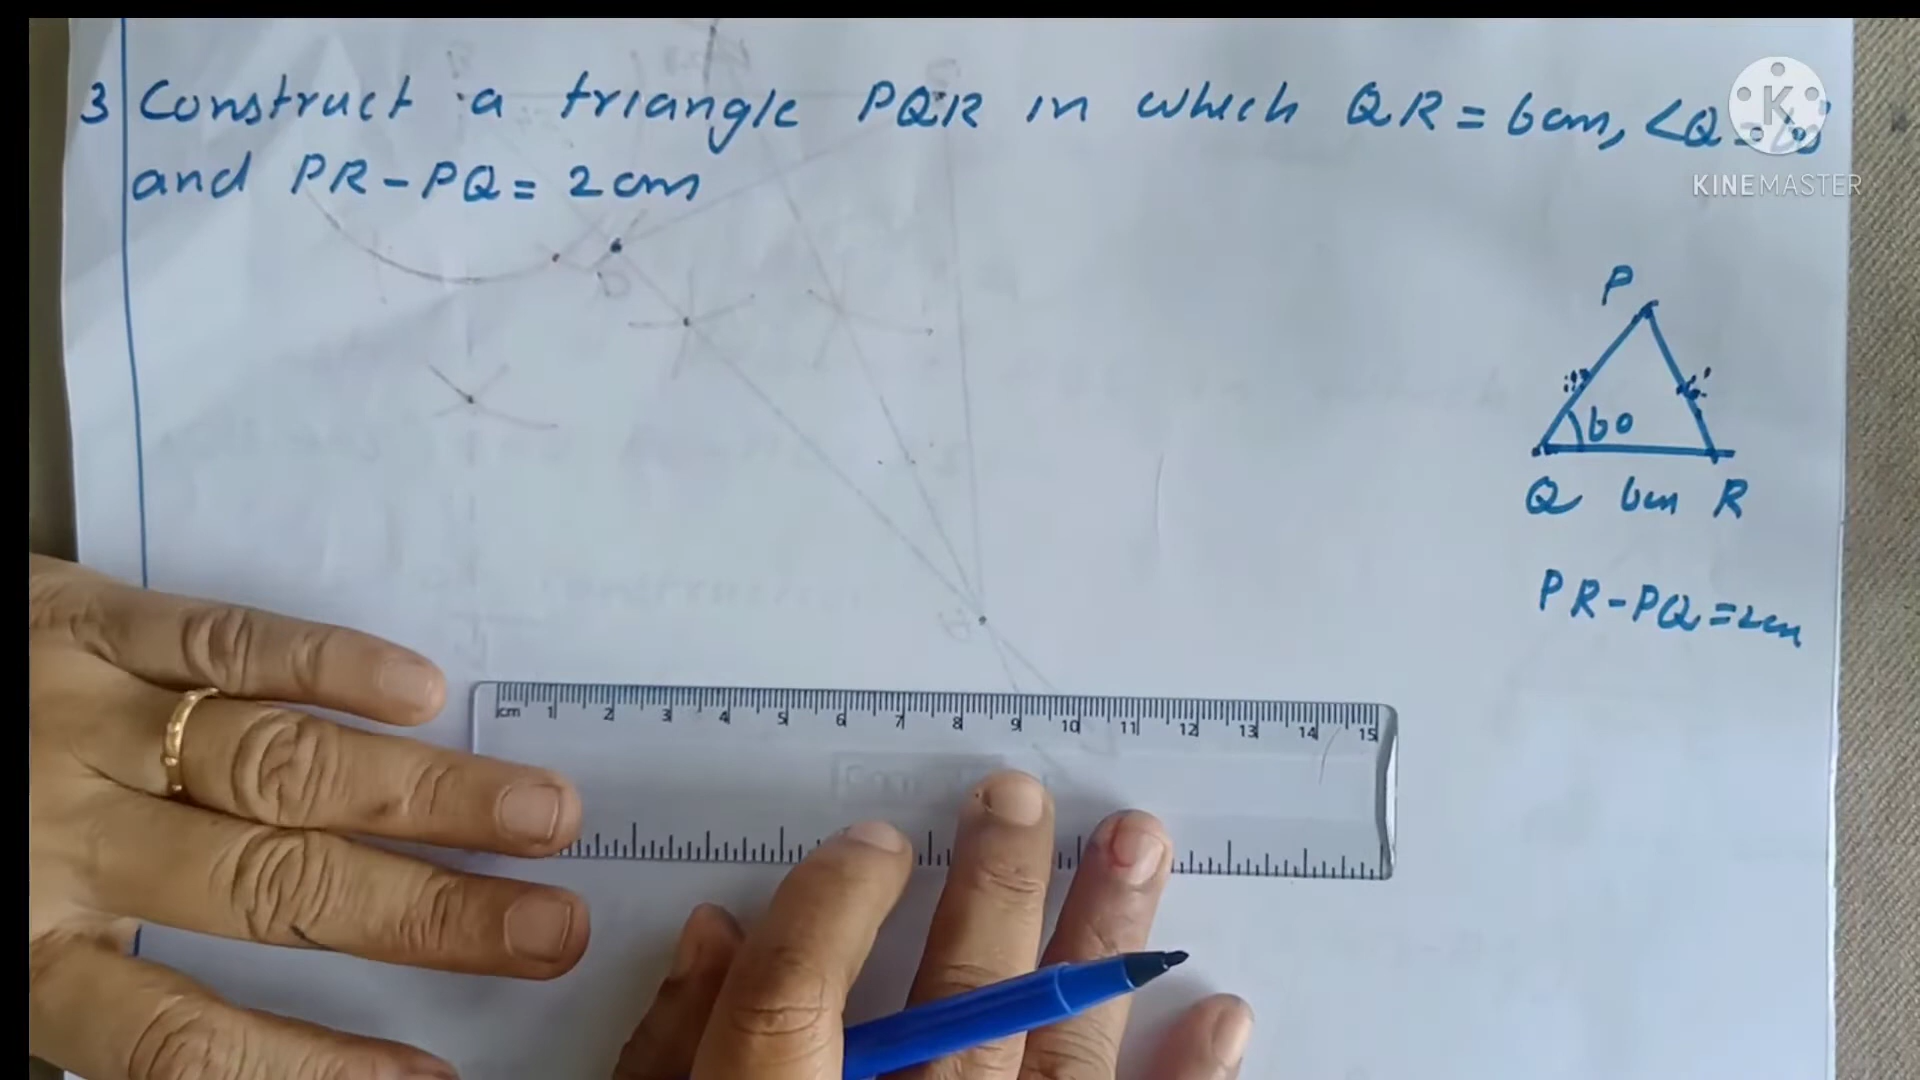 3 Construct a triangle PQR in which QR = 6cm, <Q = 60°
and PR - PQ = 2cm
K
KINEMASTER
P
60
Q 6cm R
PR - PQ = 2cm
cm 1 2 3 4 5 6 7 8 9 10 11 12 13 14 15